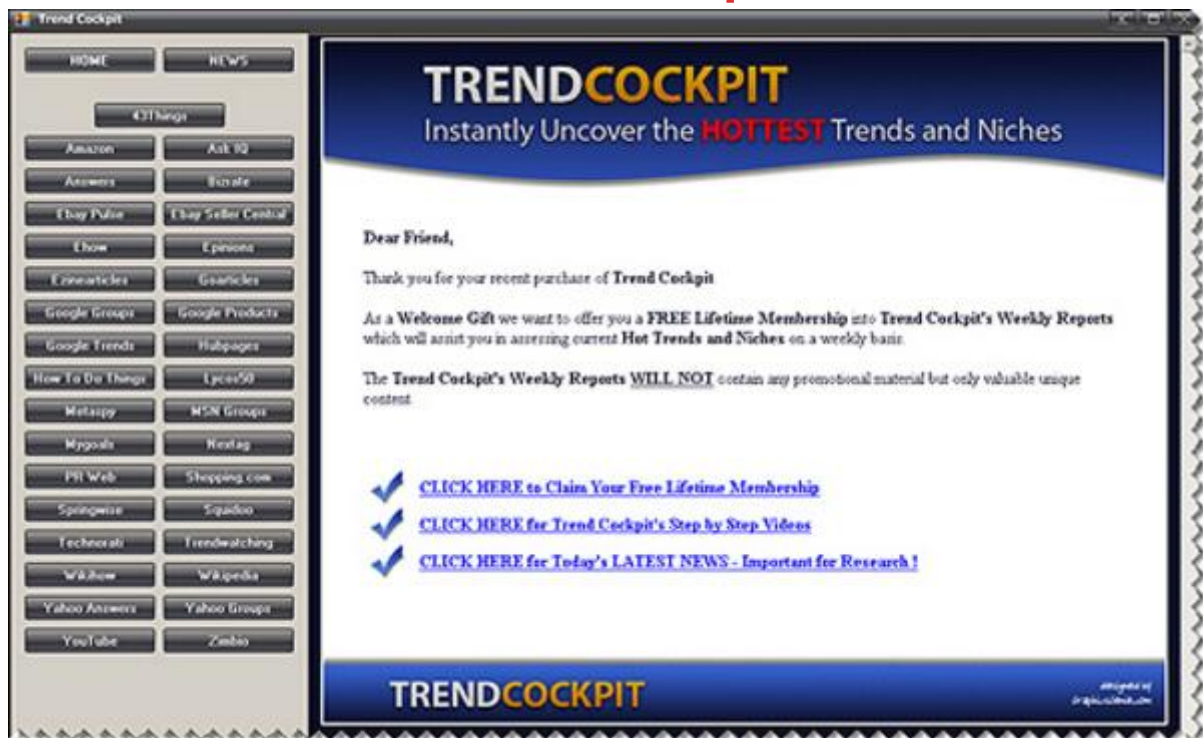 Trend Cockpit
HOME NEWS
43Things
Amazon Ask IQ
Answers Bizrate
Ebay Pulse Ebay Seller Central
Ehow Epinions
Ezinearticles Goarticles
Google Groups Google Products
Google Trends Hubpages
How To Do Things Lycos50
Metaspy MSN Groups
Mygoals Nextag
PR Web Shopping.com
Springwise Squidoo
Technorati Trendwatching
Wikihow Wikipedia
Yahoo Answers Yahoo Groups
YouTube Zimbio
TRENDCOCKPIT
Instantly Uncover the HOTTEST Trends and Niches
Dear Friend,
Thank you for your recent purchase of Trend Cockpit
As a Welcome Gift we want to offer you a FREE Lifetime Membership into Trend Cockpit's Weekly Reports
which will assist you in assessing current Hot Trends and Niches on a weekly basis.
The Trend Cockpit's Weekly Reports WILL NOT contain any promotional material but only valuable unique
content
CLICK HERE to Claim Your Free Lifetime Membership
CLICK HERE for Trend Cockpit's Step by Step Videos
CLICK HERE for Today's LATEST NEWS - Important for Research !
TRENDCOCKPIT